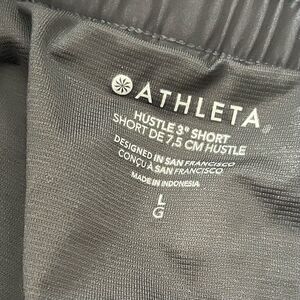 ATHLETA
HUSTLE 3" SHORT
SHORT DE 7,5 CM HUSTLE
DESIGNED IN SAN FRANCISCO
CONÇU À SAN FRANCISCO
MADE IN INDONESIA
L
G